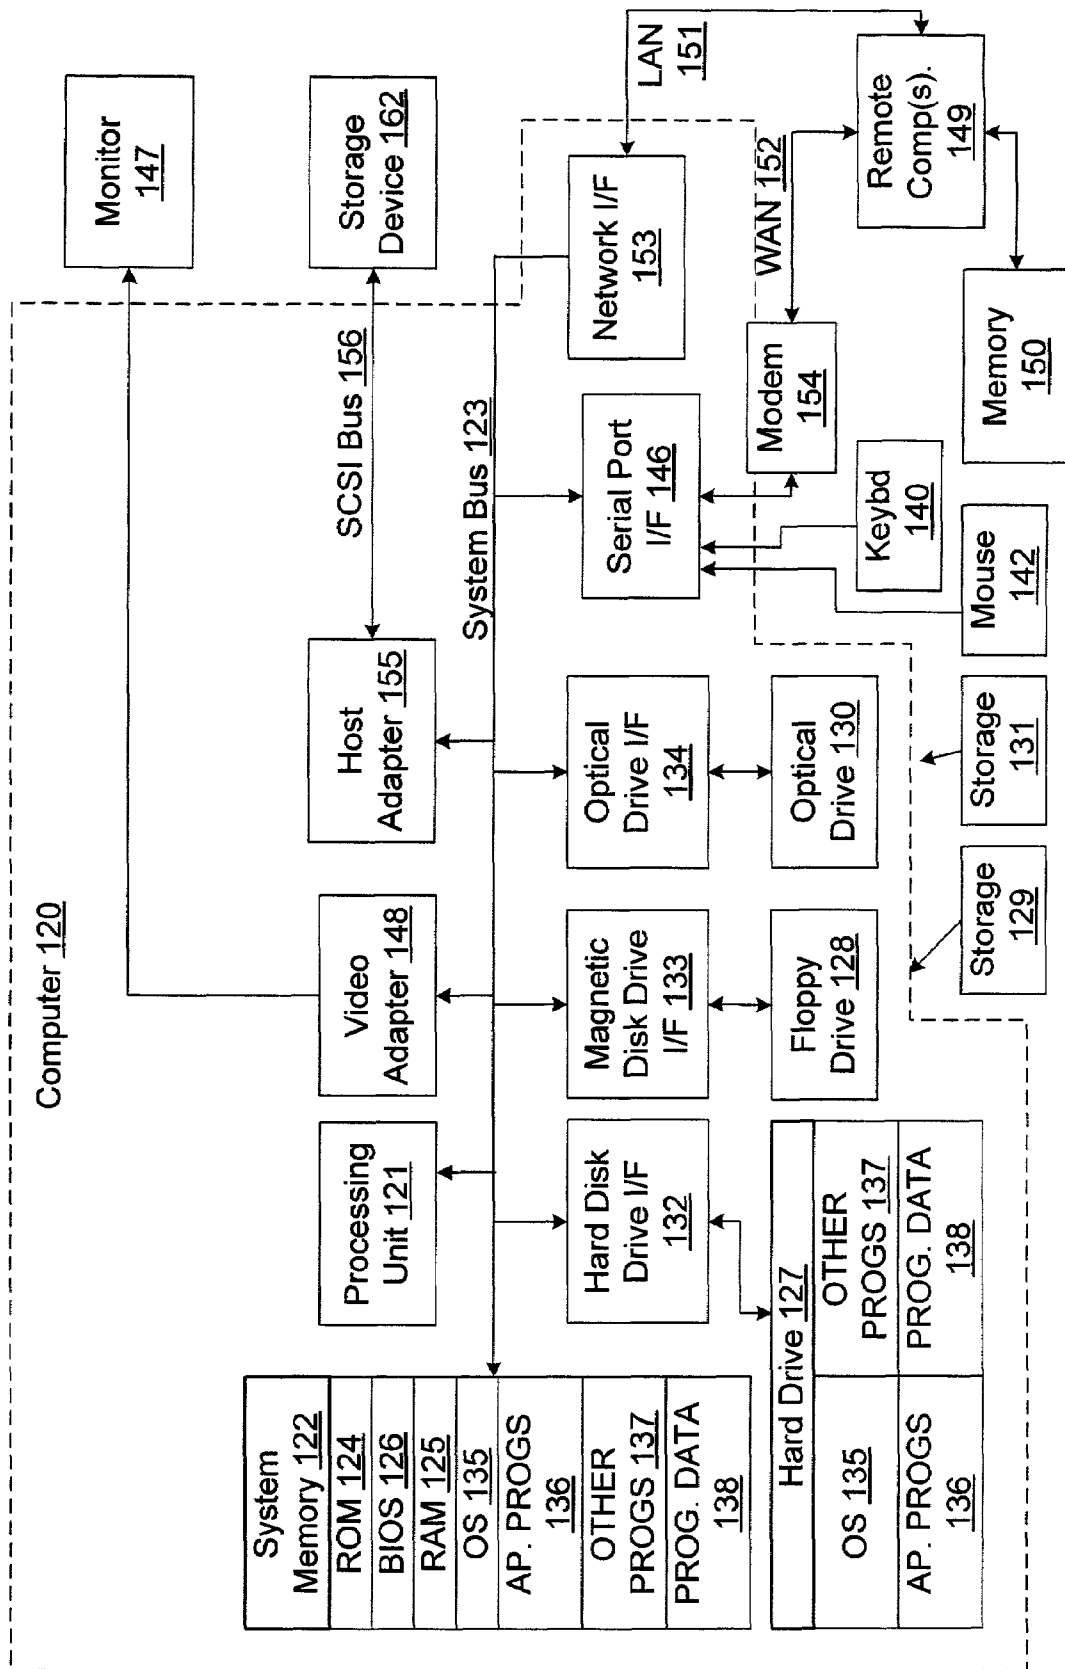 Computer 120
Monitor
147
Storage
Device 162
SCSI Bus 156
System
Memory 122
ROM 124
BIOS 126
RAM 125
OS 135
AP. PROGS
136
OTHER
PROGS 137
PROG. DATA
138
Processing
Unit 121
Video
Adapter 148
Host
Adapter 155
System Bus 123
Hard Disk
Drive I/F
132
Magnetic
Disk Drive
I/F 133
Optical
Drive I/F
134
Serial Port
I/F 146
Network I/F
153
LAN
151
Hard Drive 127
OS 135
OTHER
PROGS 137
AP. PROGS
136
PROG. DATA
138
Floppy
Drive 128
Optical
Drive 130
Modem
154
WAN 152
Remote
Comp(s).
149
Keybd
140
Storage
129
Storage
131
Mouse
142
Memory
150